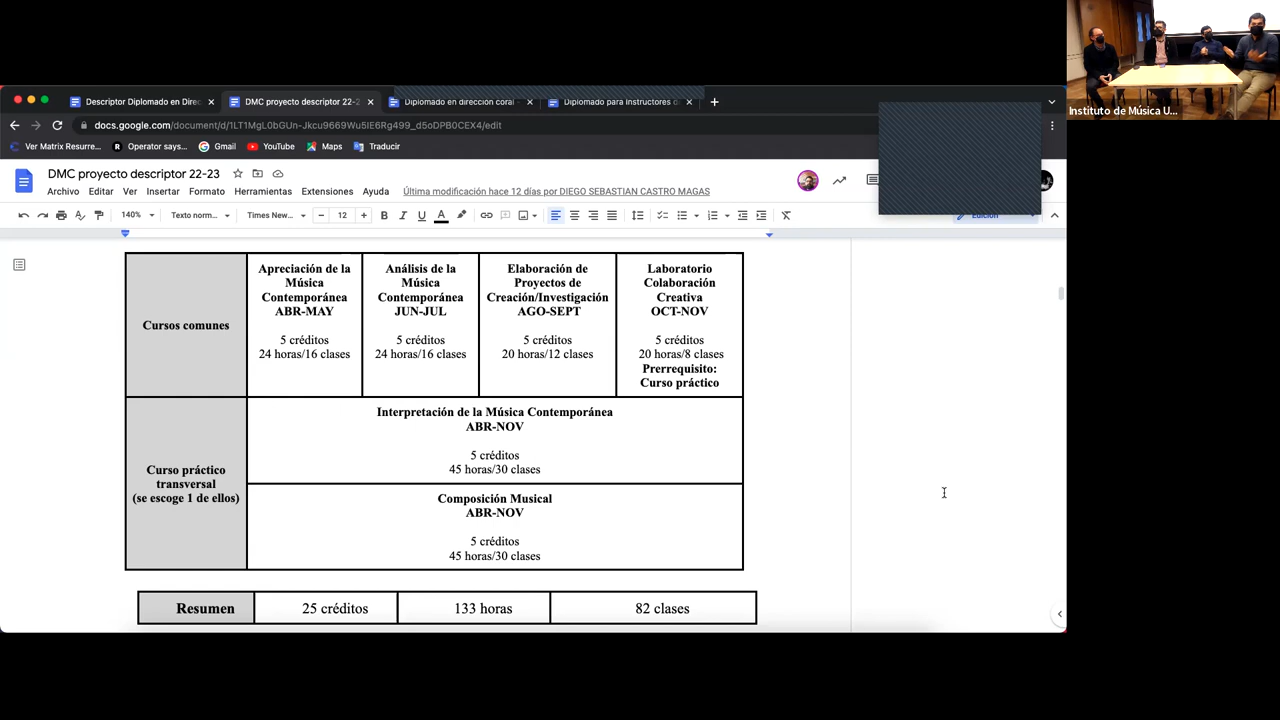 Descriptor Diplomado en Direc
DMC proyecto descriptor 22-2
Diplomado en dirección coral -
Diplomado para Instructores d
docs.google.com/document/d/1LT1MgL0bGUn-Jkcu9669Wu5IE6Rg499_d5oDPB0CEX4/edit
Ver Matrix Resurre...
Operator says...
Gmail
YouTube
Maps
Traducir
DMC proyecto descriptor 22-23
Archivo Editar Ver Insertar Formato Herramientas Extensiones Ayuda
Última modificación hace 12 días por DIEGO SEBASTIAN CASTRO MAGAS
140% Texto norm... Times New... 12
Edición
Cursos comunes
Apreciación de la
Música
Contemporánea
ABR-MAY
5 créditos
24 horas/16 clases
Análisis de la
Música
Contemporánea
JUN-JUL
5 créditos
24 horas/16 clases
Elaboración de
Proyectos de
Creación/Investigación
AGO-SEPT
5 créditos
20 horas/12 clases
Laboratorio
Colaboración
Creativa
OCT-NOV
5 créditos
20 horas/8 clases
Prerrequisito:
Curso práctico
Curso práctico
transversal
(se escoge 1 de ellos)
Interpretación de la Música Contemporánea
ABR-NOV
5 créditos
45 horas/30 clases
Composición Musical
ABR-NOV
5 créditos
45 horas/30 clases
Resumen 25 créditos 133 horas 82 clases
Instituto de Música U...